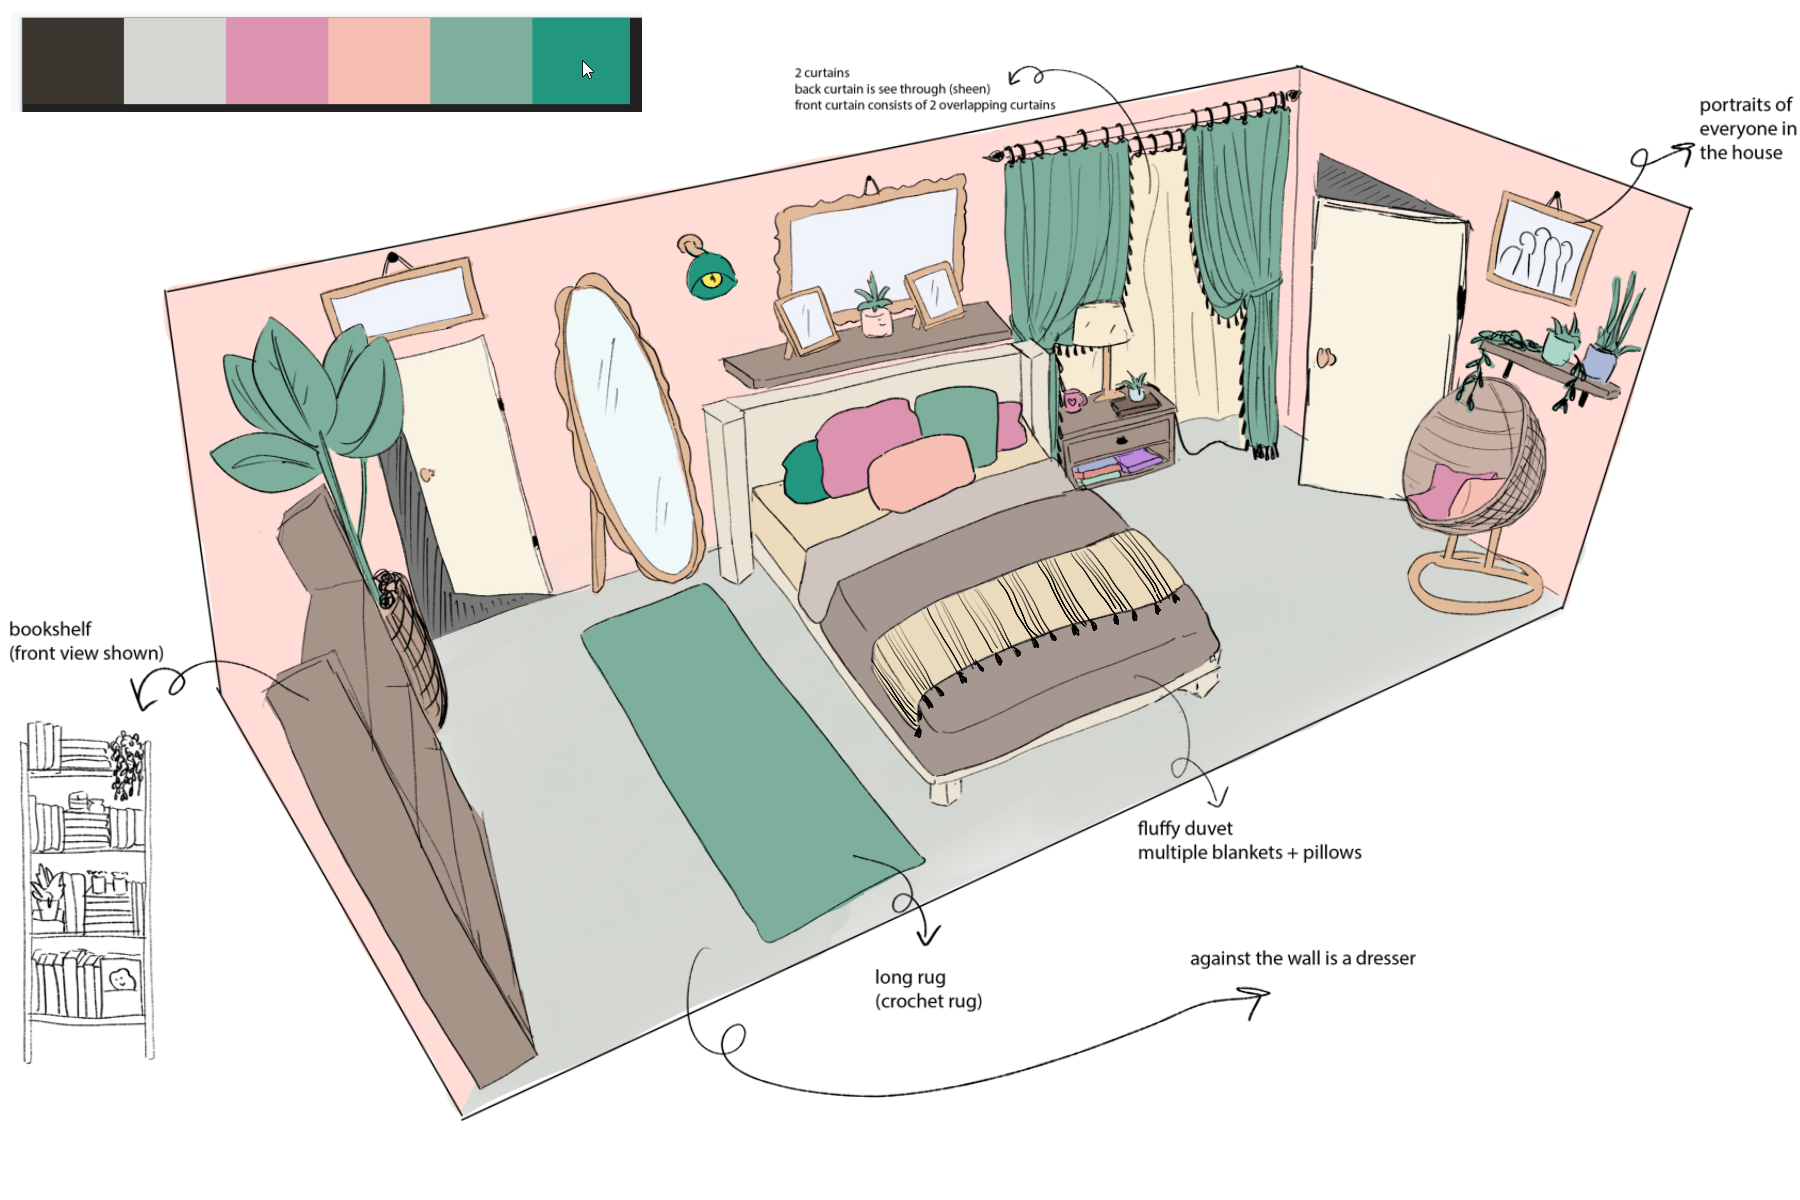 2 curtains
back curtain is see through (sheen)
front curtain consists of 2 overlapping curtains
portraits of
everyone in
the house
bookshelf
(front view shown)
fluffy duvet
multiple blankets + pillows
long rug
(crochet rug)
against the wall is a dresser